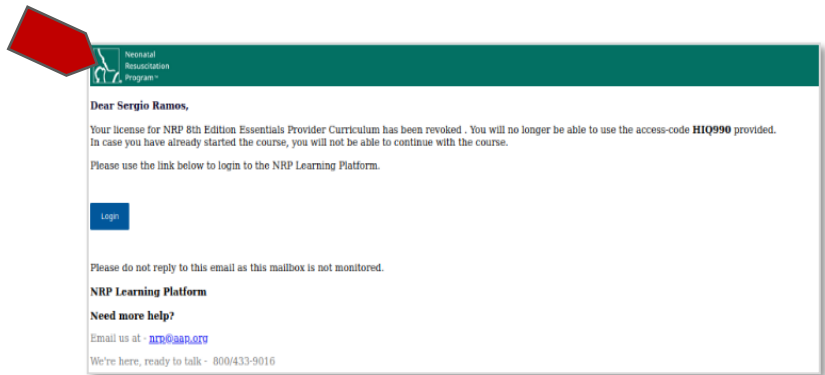 Neonatal
Resuscitation
Program™
Dear Sergio Ramos,
Your license for NRP 8th Edition Essentials Provider Curriculum has been revoked . You will no longer be able to use the access-code HIQ990 provided.
In case you have already started the course, you will not be able to continue with the course.
Please use the link below to login to the NRP Learning Platform.
Login
Please do not reply to this email as this mailbox is not monitored.
NRP Learning Platform
Need more help?
Email us at - nrp@aap.org
We're here, ready to talk - 800/433-9016